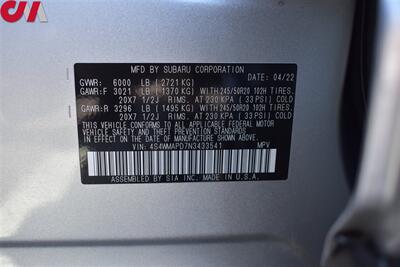 CIA
MFD BY SUBARU CORPORATION DATE 04/22
GVWR: 6000 LB (2721 KG)
GAWR:F 3021 LB (1370 KG) WITH 245/50R20 102H TIRES.
20X7 1/2J RIMS. AT 230 KPA (33 PSI) COLD
GAWR:R 3296 LB (1495 KG) WITH 245/50R20 102H TIRES.
20X7 1/2J RIMS. AT 230 KPA (33 PSI) COLD
THIS VEHICLE CONFORMS TO ALL APPLICABLE
FEDERAL MOTOR VEHICLE SAFETY AND THEFT
PREVENTION STANDARDS IN EFFECT ON THE
DATE OF MANUFACTURE SHOWN ABOVE.
VIN: 4S4WMAPD7N3433541 MPV
ASSEMBLED BY SIA INC. MADE IN U.S.A.